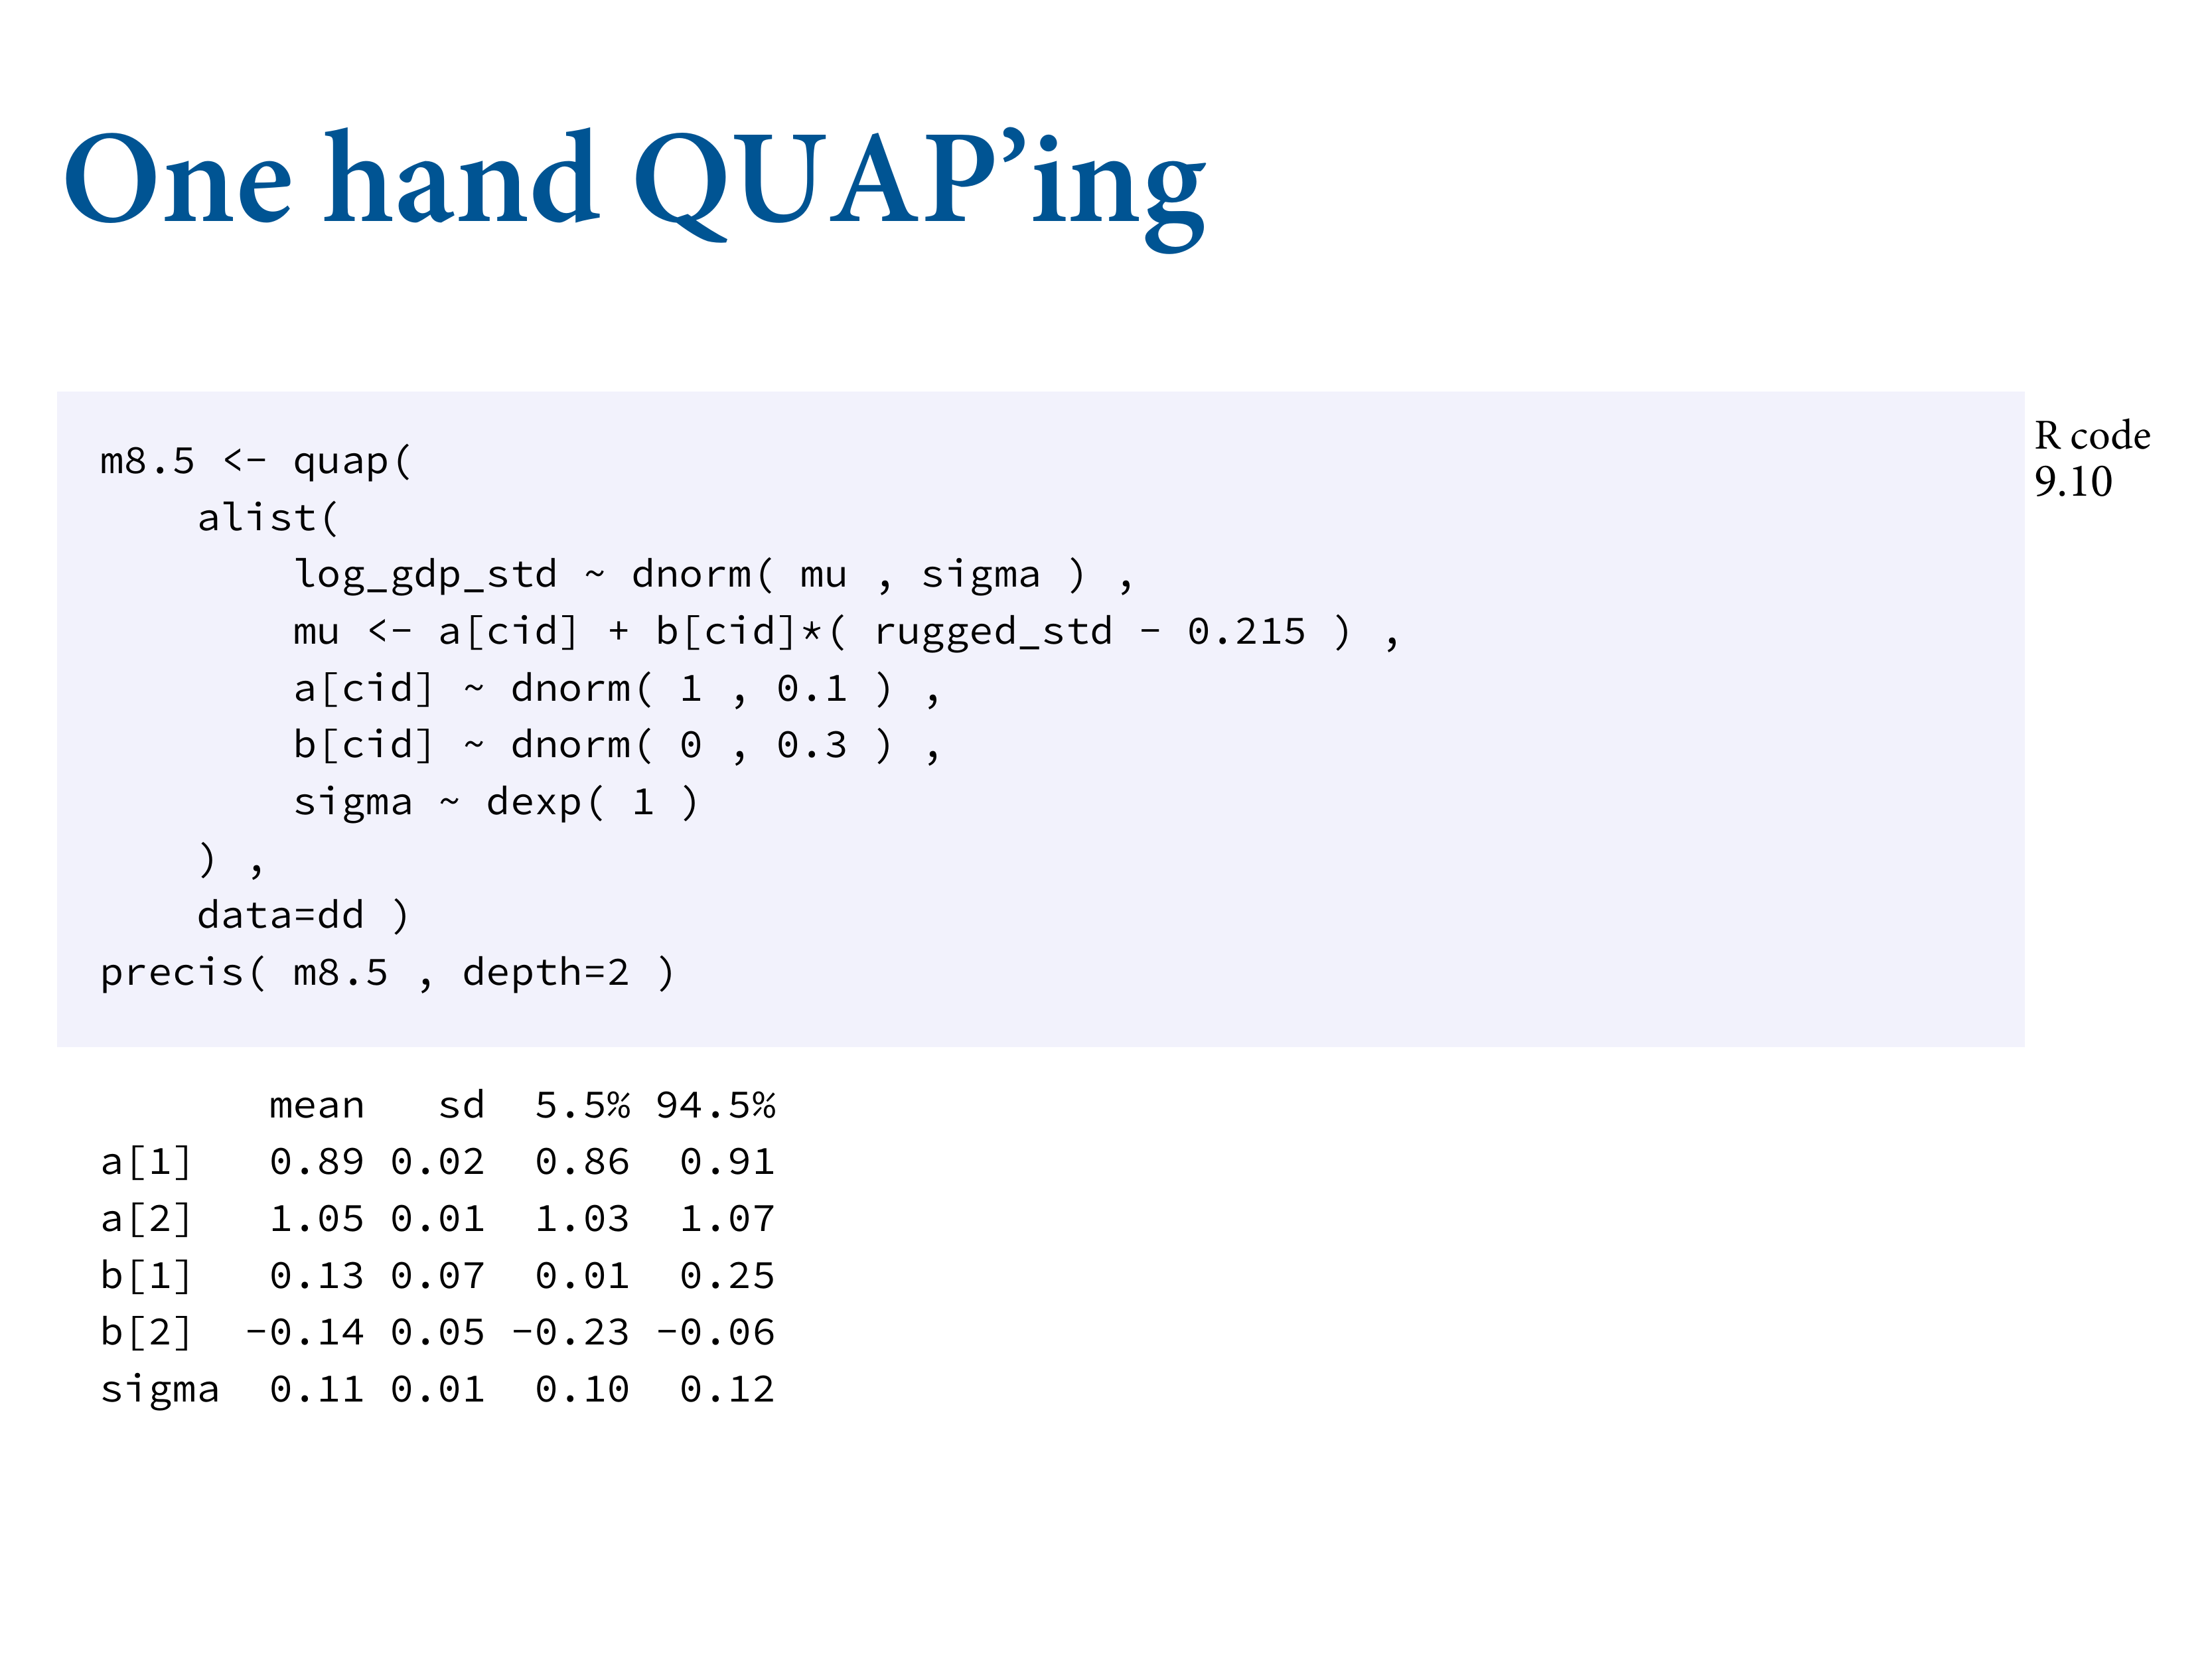 One hand QUAP’ing
R code
9.10
m8.5 <- quap(
    alist(
        log_gdp_std ~ dnorm( mu , sigma ) ,
        mu <- a[cid] + b[cid]*( rugged_std - 0.215 ) ,
        a[cid] ~ dnorm( 1 , 0.1 ) ,
        b[cid] ~ dnorm( 0 , 0.3 ) ,
        sigma ~ dexp( 1 )
    ) ,
    data=dd )
precis( m8.5 , depth=2 )
       mean   sd  5.5% 94.5%
a[1]   0.89 0.02  0.86  0.91
a[2]   1.05 0.01  1.03  1.07
b[1]   0.13 0.07  0.01  0.25
b[2]  -0.14 0.05 -0.23 -0.06
sigma  0.11 0.01  0.10  0.12